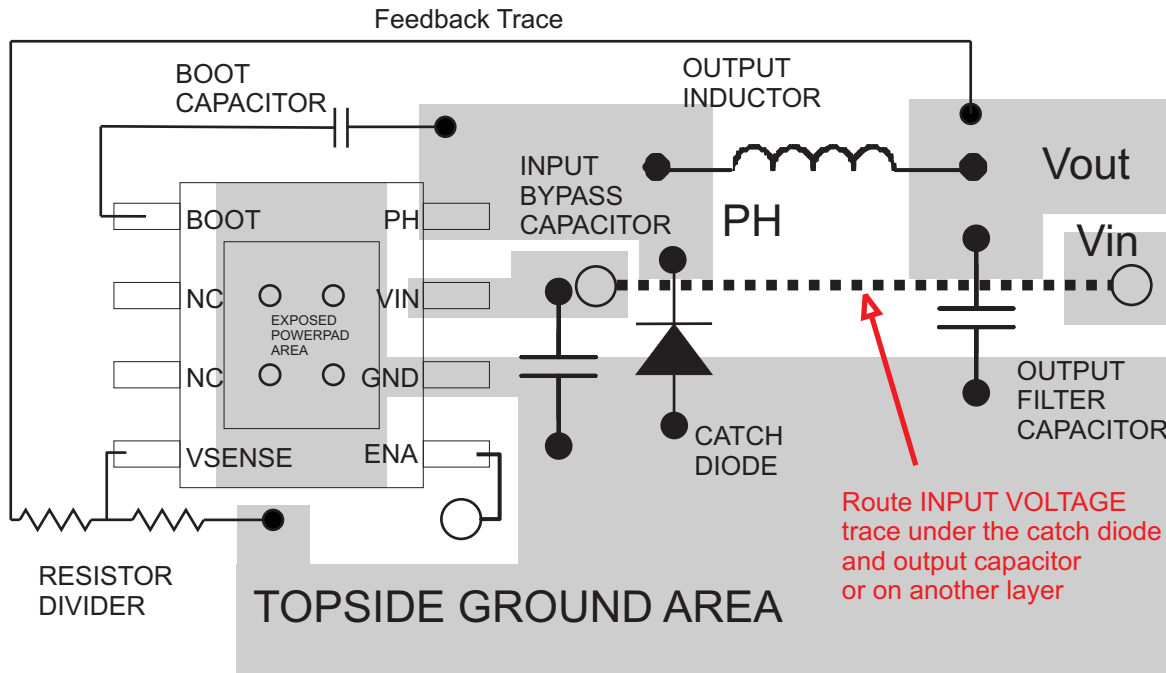 Feedback Trace
BOOT
CAPACITOR
OUTPUT
INDUCTOR
Vout
INPUT
BYPASS
CAPACITOR
PH
Vin
BOOT
PH
NC
VIN
EXPOSED
POWERPAD
AREA
NC
GND
VSENSE
ENA
CATCH
DIODE
OUTPUT
FILTER
CAPACITOR
Route INPUT VOLTAGE
trace under the catch diode
and output capacitor
or on another layer
RESISTOR
DIVIDER
TOPSIDE GROUND AREA